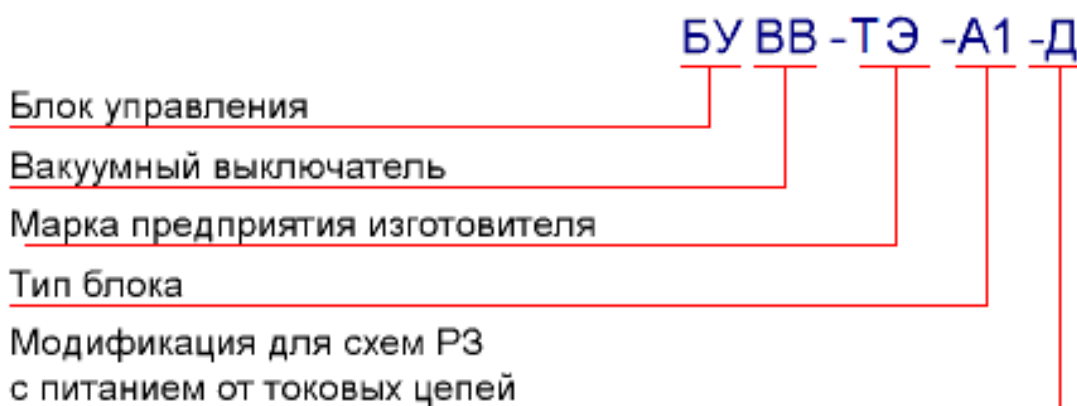 БУ ВВ -ТЭ -А1 -Д
Блок управления
Вакуумный выключатель
Марка предприятия изготовителя
Тип блока
Модификация для схем РЗ
с питанием от токовых цепей